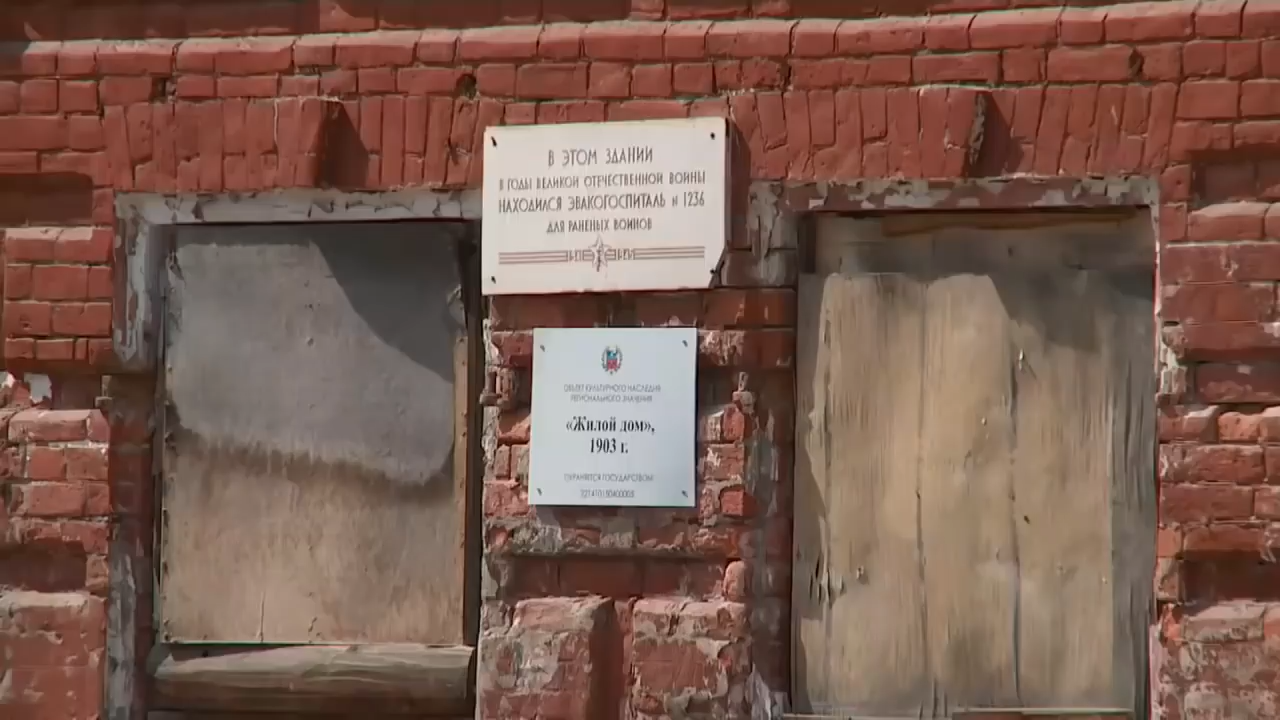 В ЭТОМ ЗДАНИИ
В ГОДЫ ВЕЛИКОЙ ОТЕЧЕСТВЕННОЙ ВОЙНЫ
НАХОДИЛСЯ ЭВАКОГОСПИТАЛЬ № 1236
ДЛЯ РАНЕНЫХ ВОИНОВ
ОБЪЕКТ КУЛЬТУРНОГО НАСЛЕДИЯ
РЕГИОНАЛЬНОГО ЗНАЧЕНИЯ
«Жилой дом»,
1903 г.
ОХРАНЯЕТСЯ ГОСУДАРСТВОМ